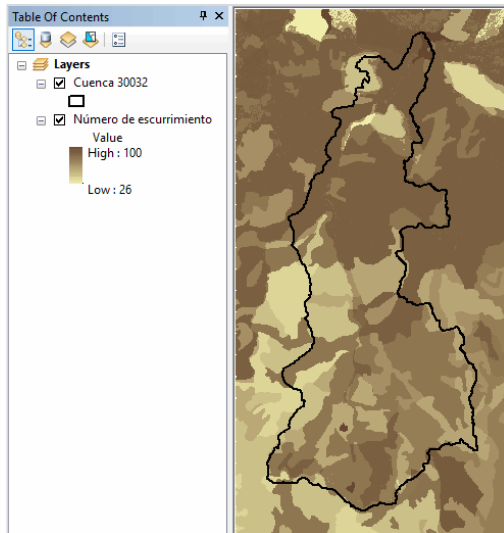 Table Of Contents
Layers
Cuenca 30032
Número de escurrimiento
Value
High : 100
Low : 26